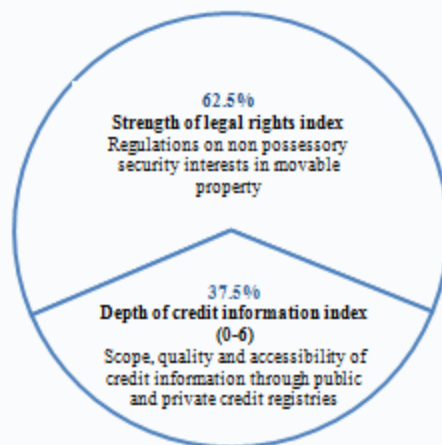 62.5%
Strength of legal rights index
Regulations on non possessory
security interests in movable
property
37.5%
Depth of credit information index
(0-6)
Scope, quality and accessibility of
credit information through public
and private credit registries